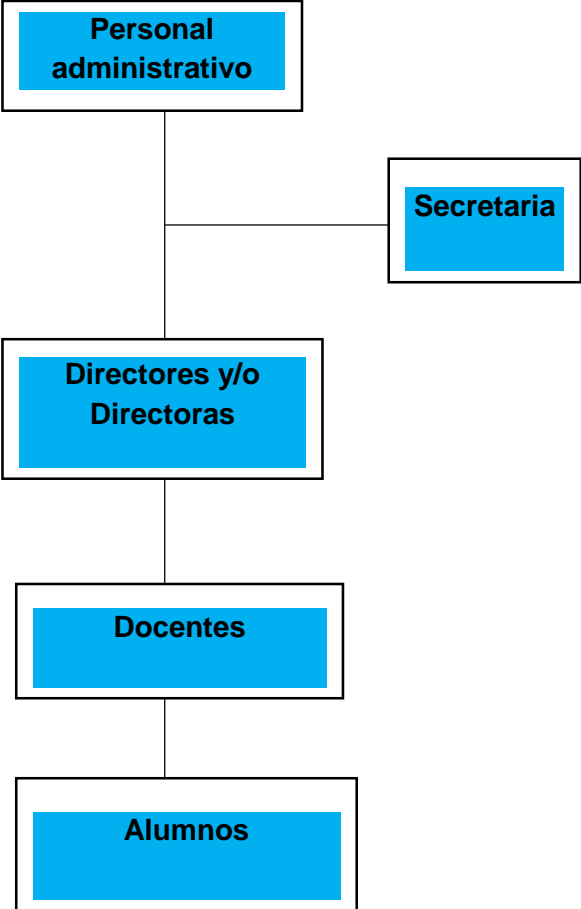 Personal
administrativo
Secretaria
Directores y/o
Directoras
Docentes
Alumnos